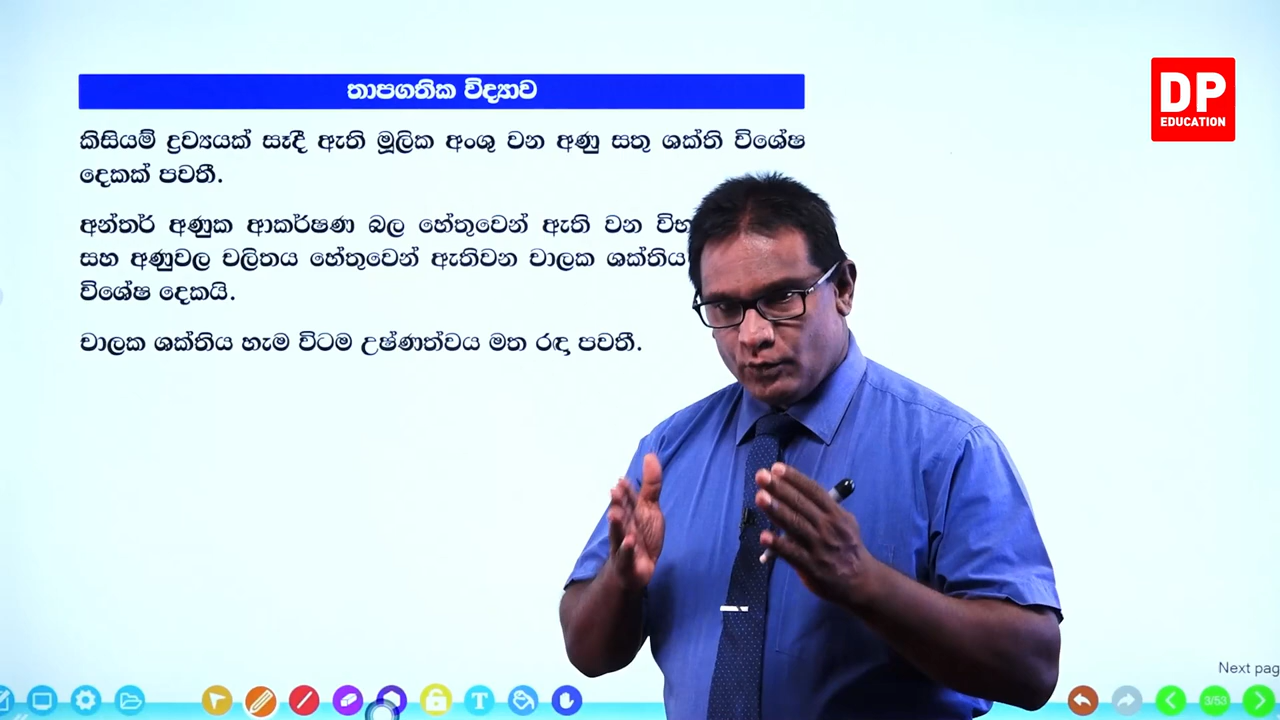 තාපගතික විද්‍යාව
කිසියම් ද්‍රව්‍යයක් සෑදී ඇති මූලික අංශු වන අණු සතු ශක්ති විශේෂ
දෙකක් පවතී.
අන්තර් අණුක ආකර්ෂණ බල හේතුවෙන් ඇති වන
සහ අණුවල චලිතය හේතුවෙන් ඇතිවන චාලක ශක්තිය
විශේෂ දෙකයි.
චාලක ශක්තිය හැම විටම උෂ්ණත්වය මත රඳා පවතී.
DP
EDUCATION
Next pag
T
3/53